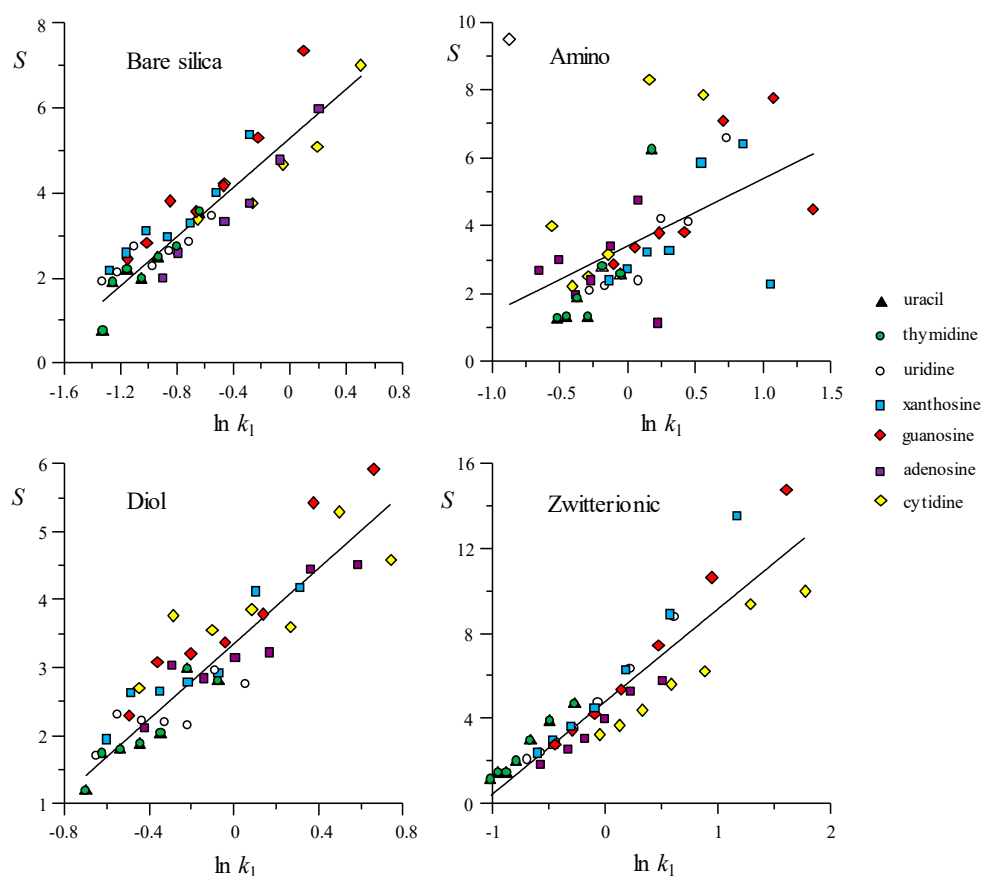 8
S
Bare silica
6
4
2
0
-1.6
-1.2
-0.8
-0.4
0
0.4
0.8
ln k1
10
S
Amino
8
6
4
2
0
-1.0
-0.5
0
0.5
1.0
1.5
ln k1
uracil
thymidine
uridine
xanthosine
guanosine
adenosine
cytidine
6
S
Diol
5
4
3
2
1
-0.8
-0.4
0
0.4
0.8
ln k1
16
S
Zwitterionic
12
8
4
0
-1
0
1
2
ln k1